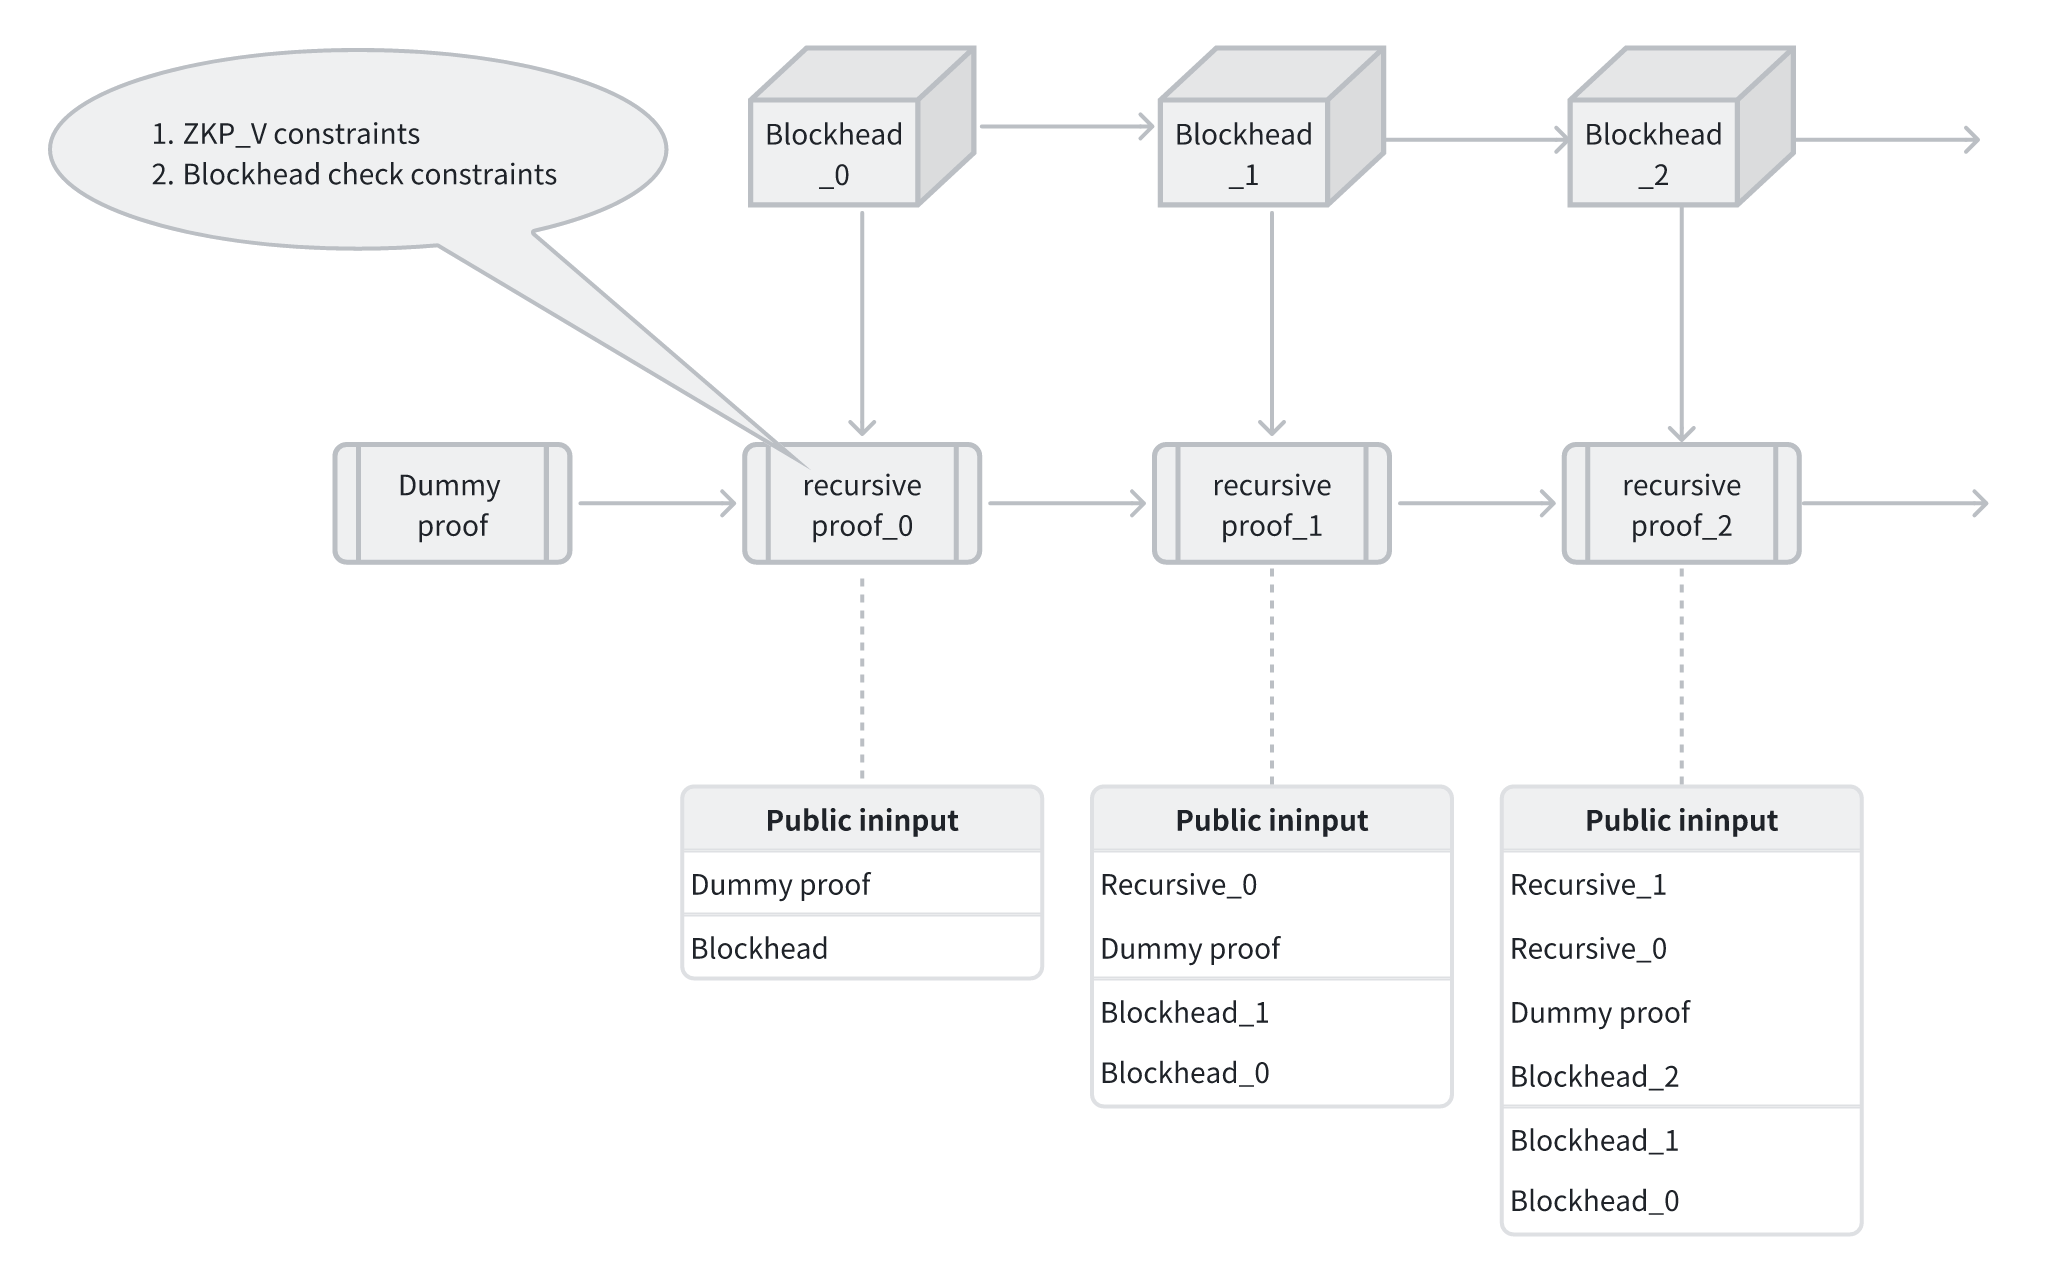 1. ZKP_V constraints
2. Blockhead check constraints
Blockhead
_0
Blockhead
_1
Blockhead
_2
Dummy
proof
recursive
proof_0
recursive
proof_1
recursive
proof_2
Public ininput
Dummy proof
Blockhead
Public ininput
Recursive_0
Dummy proof
Blockhead_1
Blockhead_0
Public ininput
Recursive_1
Recursive_0
Dummy proof
Blockhead_2
Blockhead_1
Blockhead_0